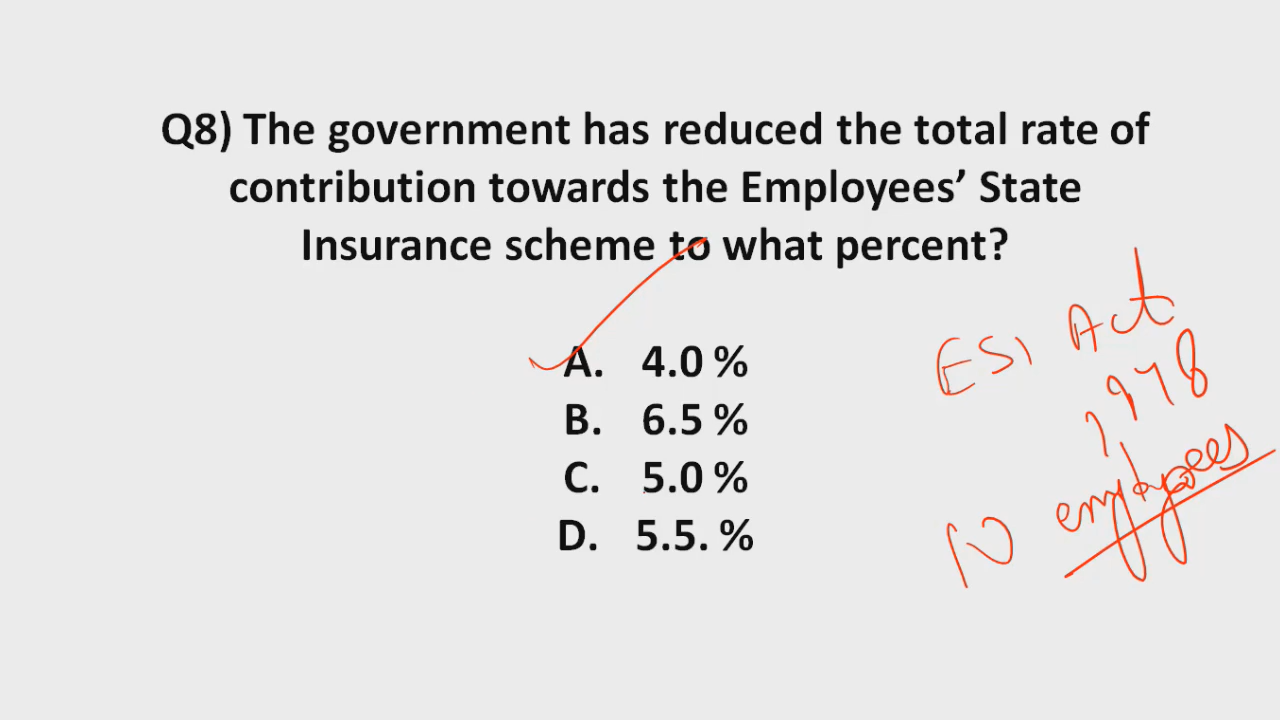 Q8) The government has reduced the total rate of
contribution towards the Employees’ State
Insurance scheme to what percent?
A. 4.0 %
B. 6.5 %
C. 5.0 %
D. 5.5. %
ESI Act
1948
10 employees